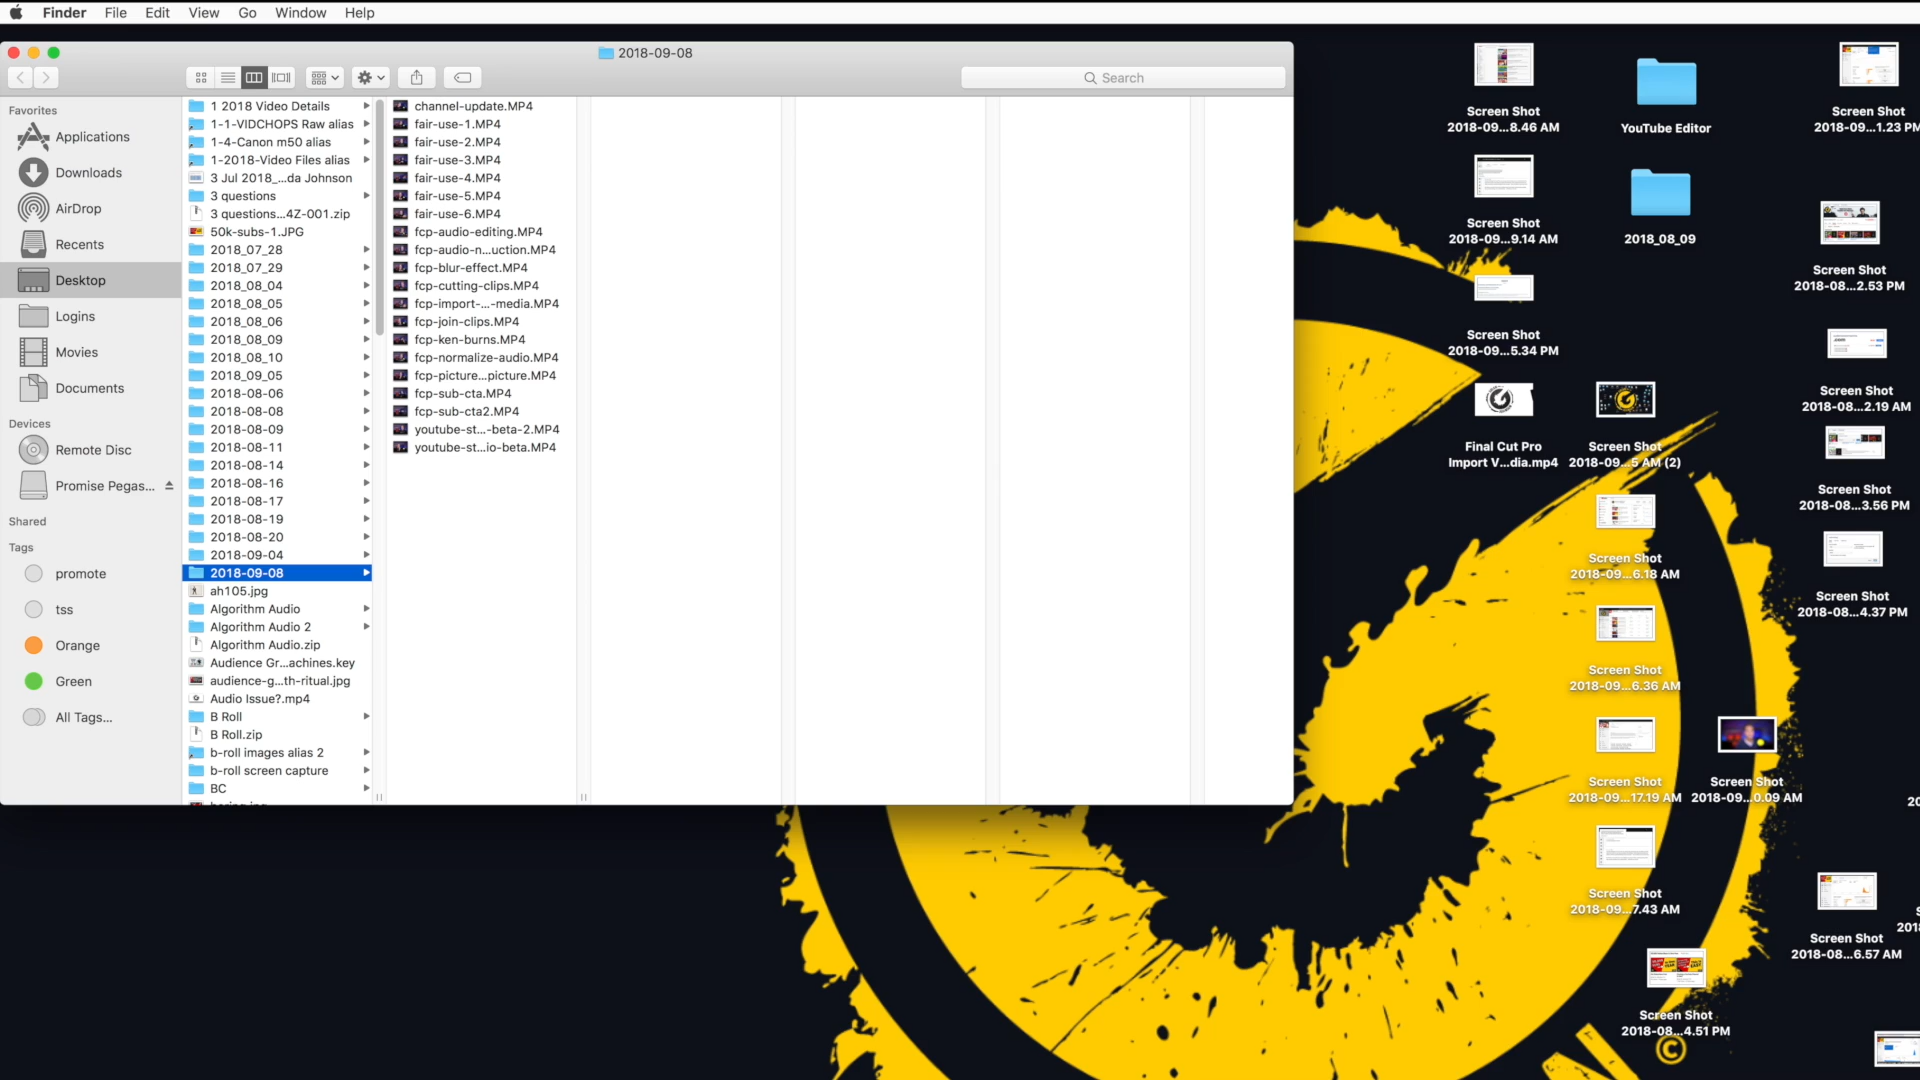 Finder File Edit View Go Window Help
2018-09-08
Search
Favorites
Applications
Downloads
AirDrop
Recents
Desktop
Logins
Movies
Documents
Devices
Remote Disc
Promise Pegas...
Shared
Tags
promote
tss
Orange
Green
All Tags...
1 2018 Video Details
1-1-VIDCHOPS Raw alias
1-4-Canon m50 alias
1-2018-Video Files alias
3 Jul 2018_...da Johnson
3 questions
3 questions...4Z-001.zip
50k-subs-1.JPG
2018_07_28
2018_07_29
2018_08_04
2018_08_05
2018_08_06
2018_08_09
2018_08_10
2018_09_05
2018-08-06
2018-08-08
2018-08-09
2018-08-11
2018-08-14
2018-08-16
2018-08-17
2018-08-19
2018-08-20
2018-09-04
2018-09-08
ah105.jpg
Algorithm Audio
Algorithm Audio 2
Algorithm Audio.zip
Audience Gr...achines.key
audience-g...th-ritual.jpg
Audio Issue?.mp4
B Roll
B Roll.zip
b-roll images alias 2
b-roll screen capture
BC
channel-update.MP4
fair-use-1.MP4
fair-use-2.MP4
fair-use-3.MP4
fair-use-4.MP4
fair-use-5.MP4
fair-use-6.MP4
fcp-audio-editing.MP4
fcp-audio-n...uction.MP4
fcp-blur-effect.MP4
fcp-cutting-clips.MP4
fcp-import-...-media.MP4
fcp-join-clips.MP4
fcp-ken-burns.MP4
fcp-normalize-audio.MP4
fcp-picture...picture.MP4
fcp-sub-cta.MP4
fcp-sub-cta2.MP4
youtube-st...-beta-2.MP4
youtube-st...io-beta.MP4
Screen Shot
2018-09...8.46 AM
Screen Shot
2018-09...9.14 AM
Screen Shot
2018-09...5.34 PM
Final Cut Pro
Import V...dia.mp4
YouTube Editor
2018_08_09
Screen Shot
2018-09...5 AM (2)
Screen Shot
2018-09...6.18 AM
Screen Shot
2018-09...6.36 AM
Screen Shot
2018-09...17.19 AM
Screen Shot
2018-09...7.43 AM
Screen Shot
2018-08...4.51 PM
Screen Shot
2018-09...0.09 AM
Screen Shot
2018-09...1.23 PM
Screen Shot
2018-08...2.53 PM
Screen Shot
2018-08...2.19 AM
Screen Shot
2018-08...3.56 PM
Screen Shot
2018-08...4.37 PM
Screen Shot
2018-08...6.57 AM
©